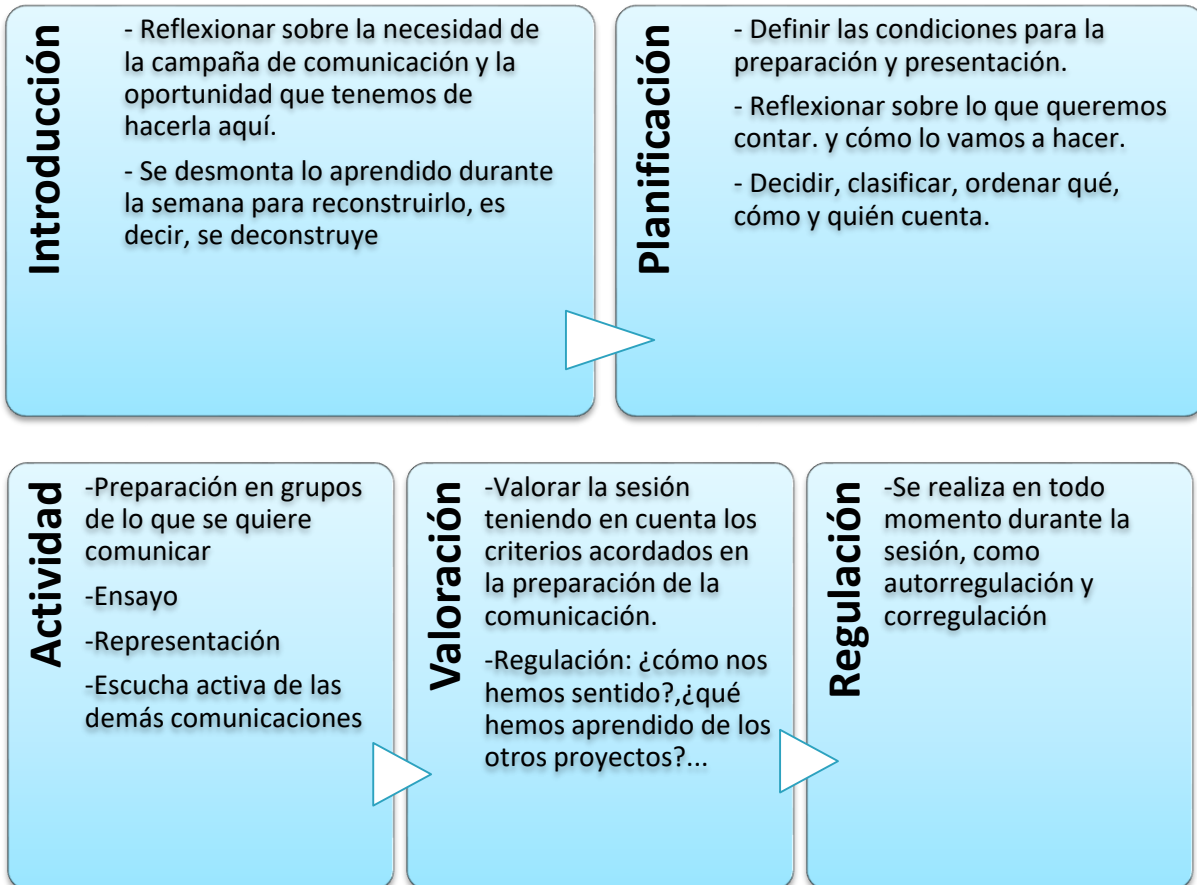 Introducción
- Reflexionar sobre la necesidad de
la campaña de comunicación y la
oportunidad que tenemos de
hacerla aquí.
- Se desmonta lo aprendido durante
la semana para reconstruirlo, es
decir, se deconstruye
Planificación
- Definir las condiciones para la
preparación y presentación.
- Reflexionar sobre lo que queremos
contar. y cómo lo vamos a hacer.
- Decidir, clasificar, ordenar qué,
cómo y quién cuenta.
Actividad
-Preparación en grupos
de lo que se quiere
comunicar
-Ensayo
-Representación
-Escucha activa de las
demás comunicaciones
Valoración
-Valorar la sesión
teniendo en cuenta los
criterios acordados en
la preparación de la
comunicación.
-Regulación: ¿cómo nos
hemos sentido?,¿qué
hemos aprendido de los
otros proyectos?...
Regulación
-Se realiza en todo
momento durante la
sesión, como
autorregulación y
corregulación